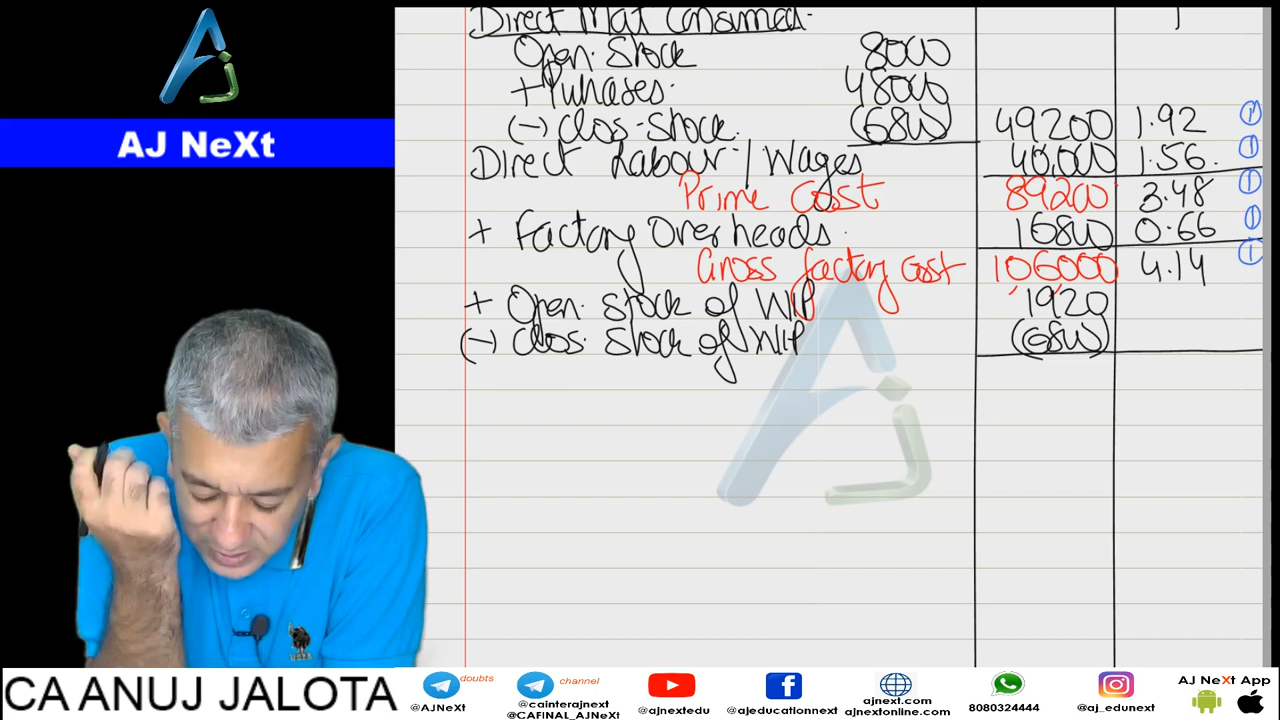 AJ NeXt
Direct Mat Consumed-
Open. Stock 8000
+ Puhases. 48000
(-) clos-stock. (6800) 49200 1.92 (1)
Direct Labour / Wages 40,000 1.56. (1)
Prime Cost 89200 3.48 (1)
+ Factory Overheads. 16800 0.66 (1)
Gross factory cost 106000 4.14 (1)
+ Open. stock of WIP 1920
(-) clos. stock of WIP (6800)
CA ANUJ JALOTA
doubts
@AJNeXt
channel
@cainterajnext
@CAFINAL_AJNeXt
@ajnextedu
@ajeducationnext
ajnext.com
ajnextonline.com
8080324444
@aj_edunext
AJ NeXt App